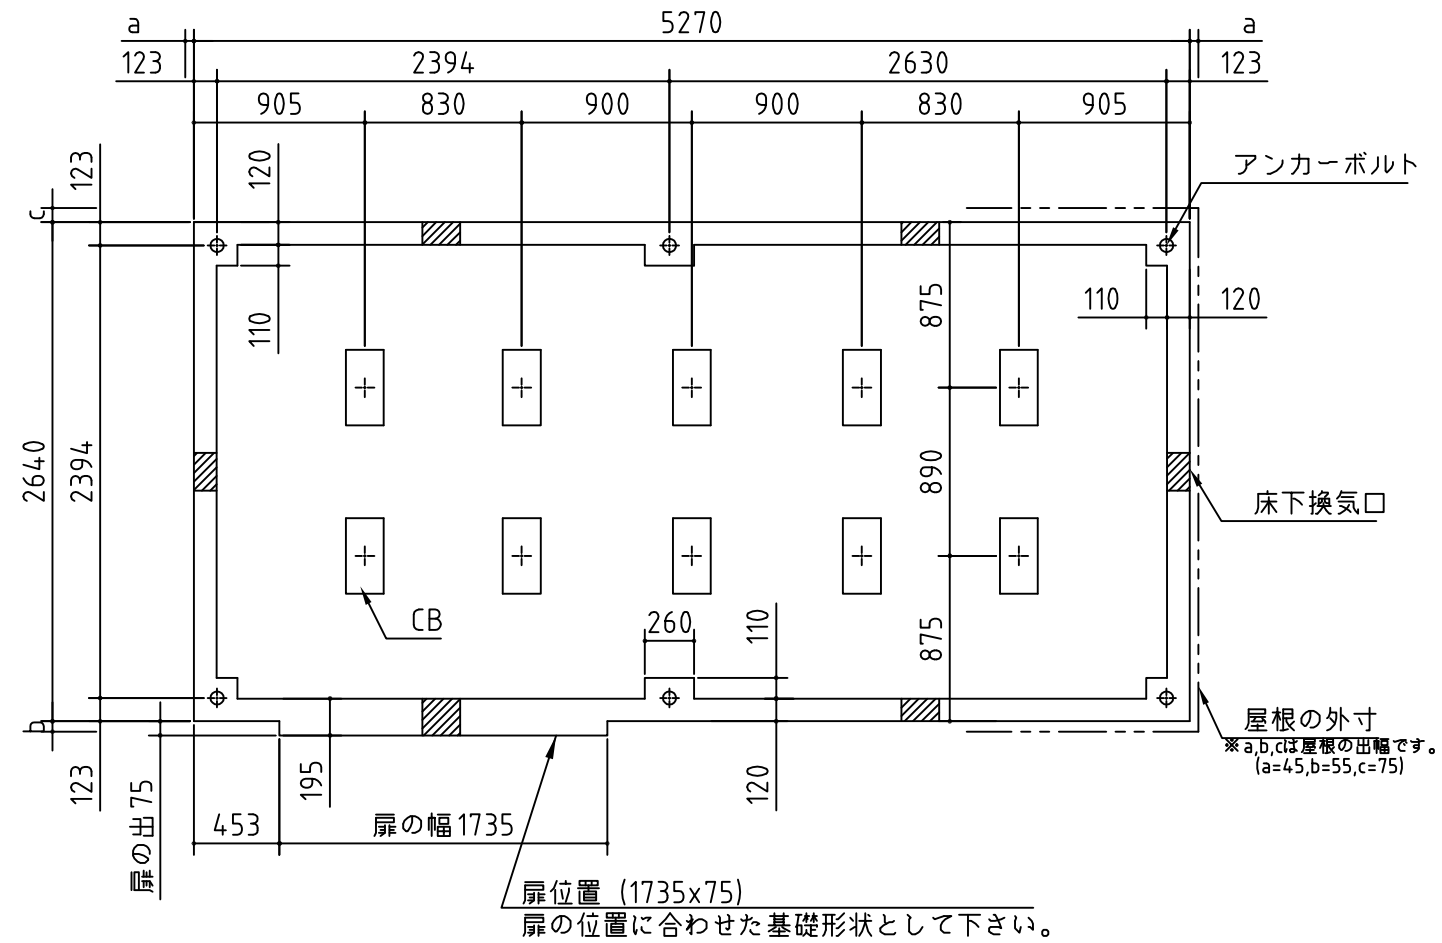 a 5270 a
123 2394 2630 123
905 830 900 900 830 905
123
120
アンカーボルト
c
875
110 120
110
2640
2394
890
床下換気口
CB
260
110
875
屋根の外寸
※a,b,cは屋根の出幅です。
(a=45,b=55,c=75)
b
123
扉の出75
195
120
453 扉の幅1735
扉位置 (1735x75)
扉の位置に合わせた基礎形状として下さい。